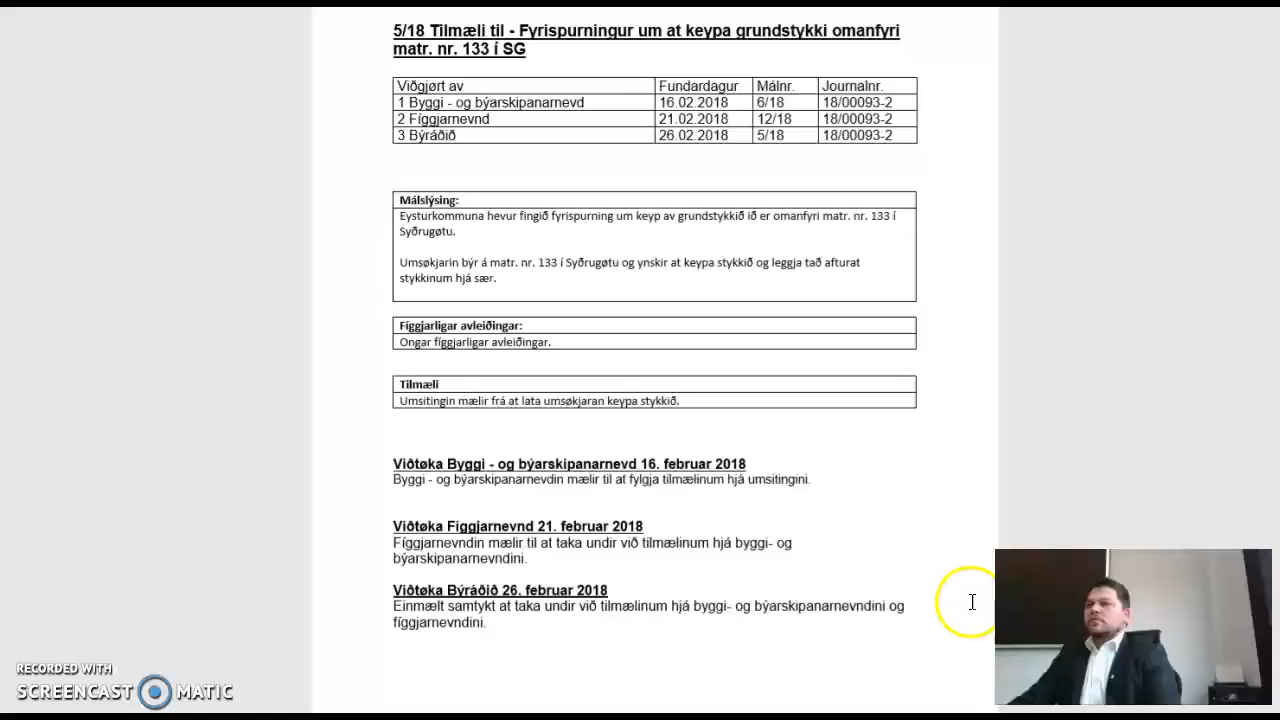 5/18 Tilmæli til - Fyrispurningur um at keypa grundstykki omanfyri
matr. nr. 133 í SG
Viðgjørt av Fundardagur Málnr. Journalnr.
1 Byggi - og býarskipanarnevd 16.02.2018 6/18 18/00093-2
2 Fíggjarnevnd 21.02.2018 12/18 18/00093-2
3 Býráðið 26.02.2018 5/18 18/00093-2
Málslýsing:
Eysturkommuna hevur fingið fyrispurning um keyp av grundstykkið ið er omanfyri matr. nr. 133 í
Syðrugøtu.
Umsøkjarin býr á matr. nr. 133 í Syðrugøtu og ynskir at keypa stykkið og leggja tað afturat
stykkinum hjá sær.
Fíggjarligar avleiðingar:
Ongar fíggjarligar avleiðingar.
Tilmæli
Umsitingin mælir frá at lata umsøkjaran keypa stykkið.
Viðtøka Byggi - og býarskipanarnevd 16. februar 2018
Byggi - og býarskipanarnevdin mælir til at fylgja tilmælinum hjá umsitingini.
Viðtøka Fíggjarnevnd 21. februar 2018
Fíggjarnevndin mælir til at taka undir við tilmælinum hjá byggi- og
býarskipanarnevndini.
Viðtøka Býráðið 26. februar 2018
Einmælt samtykt at taka undir við tilmælinum hjá byggi- og býarskipanarnevndini og
fíggjarnevndini.
RECORDED WITH
SCREENCAST MATIC